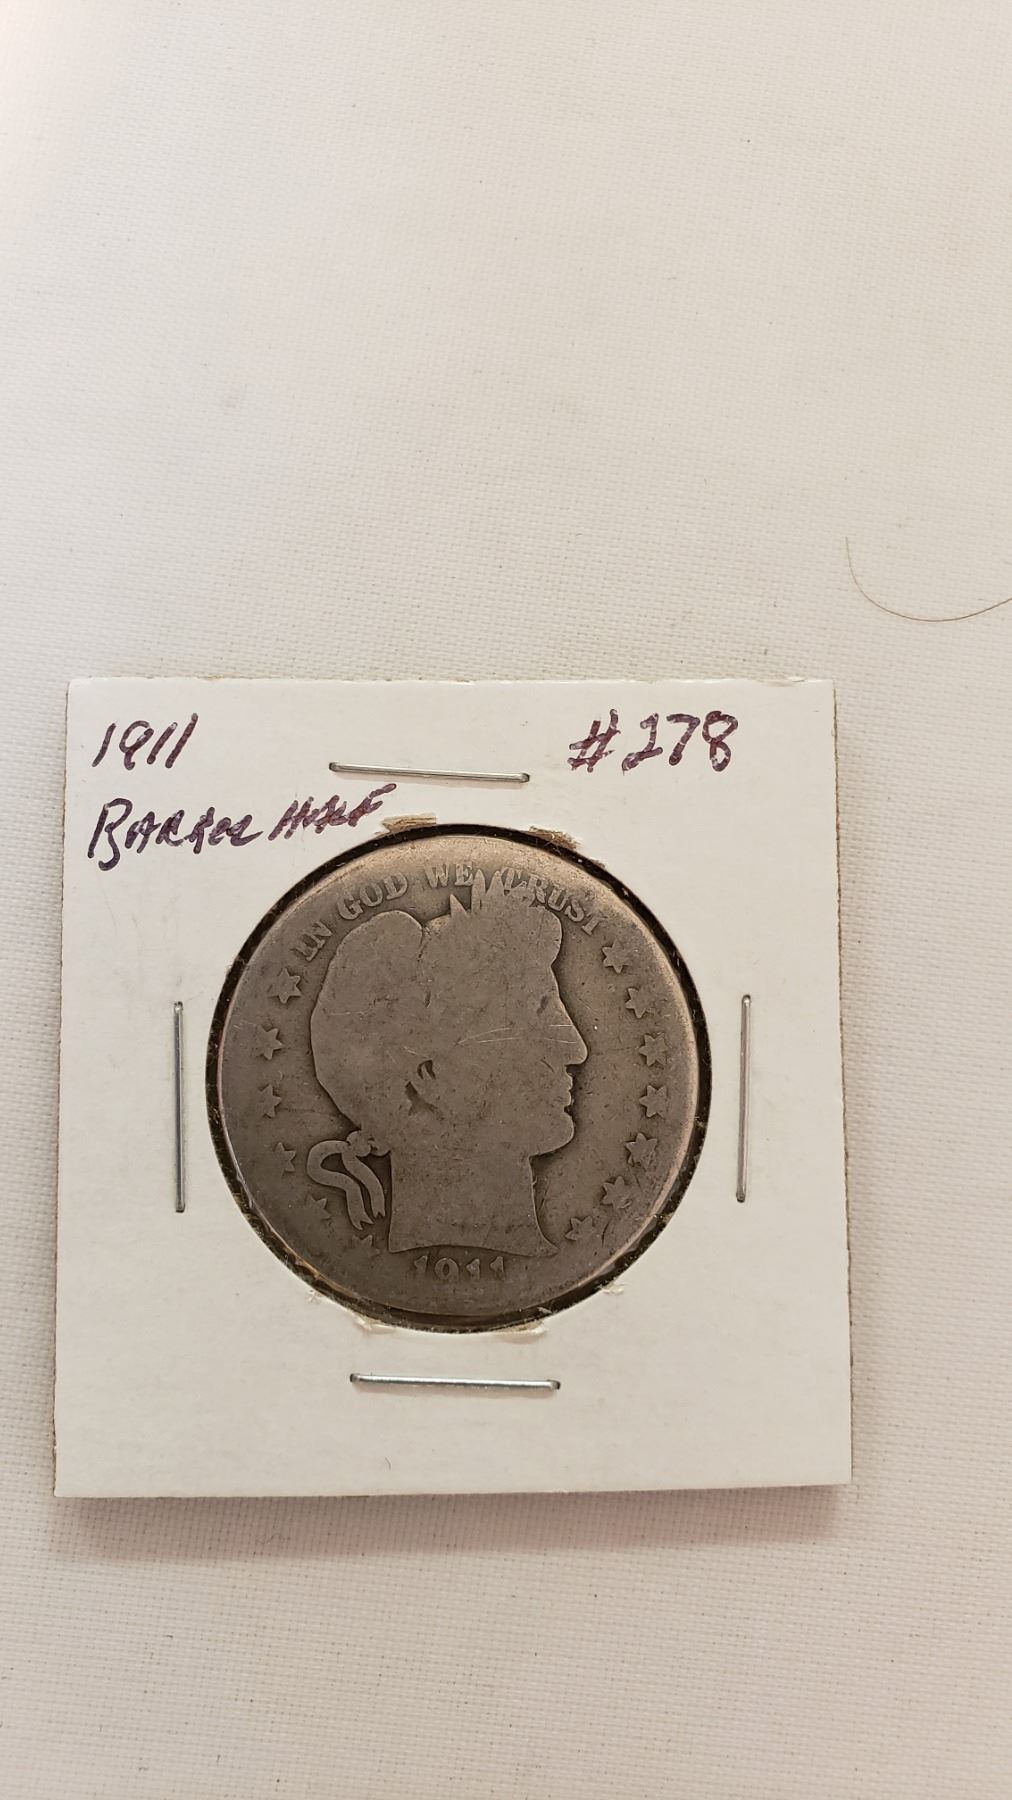 1911 #278
BARBER HALF
IN GOD WE TRUST
1911